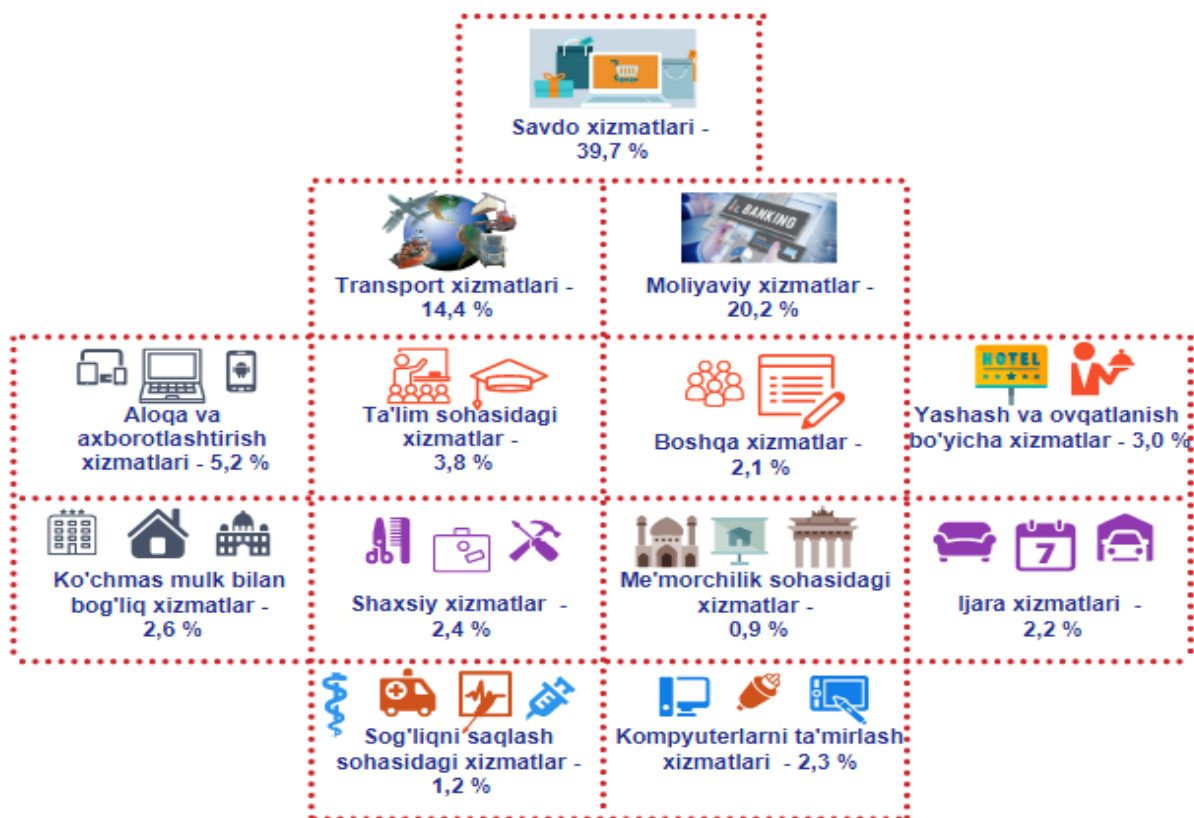 Savdo xizmatlari -
39,7 %
BANKING
Transport xizmatlari -
14,4 %
Moliyaviy xizmatlar -
20,2 %
Aloqa va
axborotlashtirish
xizmatlari - 5,2 %
Ta'lim sohasidagi
xizmatlar -
3,8 %
Boshqa xizmatlar -
2,1 %
HOTEL
Yashash va ovqatlanish
bo'yicha xizmatlar - 3,0 %
Ko'chmas mulk bilan
bog'liq xizmatlar -
2,6 %
Shaxsiy xizmatlar -
2,4 %
Me'morchilik sohasidagi
xizmatlar -
0,9 %
7
Ijara xizmatlari -
2,2 %
Sog'liqni saqlash
sohasidagi xizmatlar -
1,2 %
Kompyuterlarni ta'mirlash
xizmatlari - 2,3 %